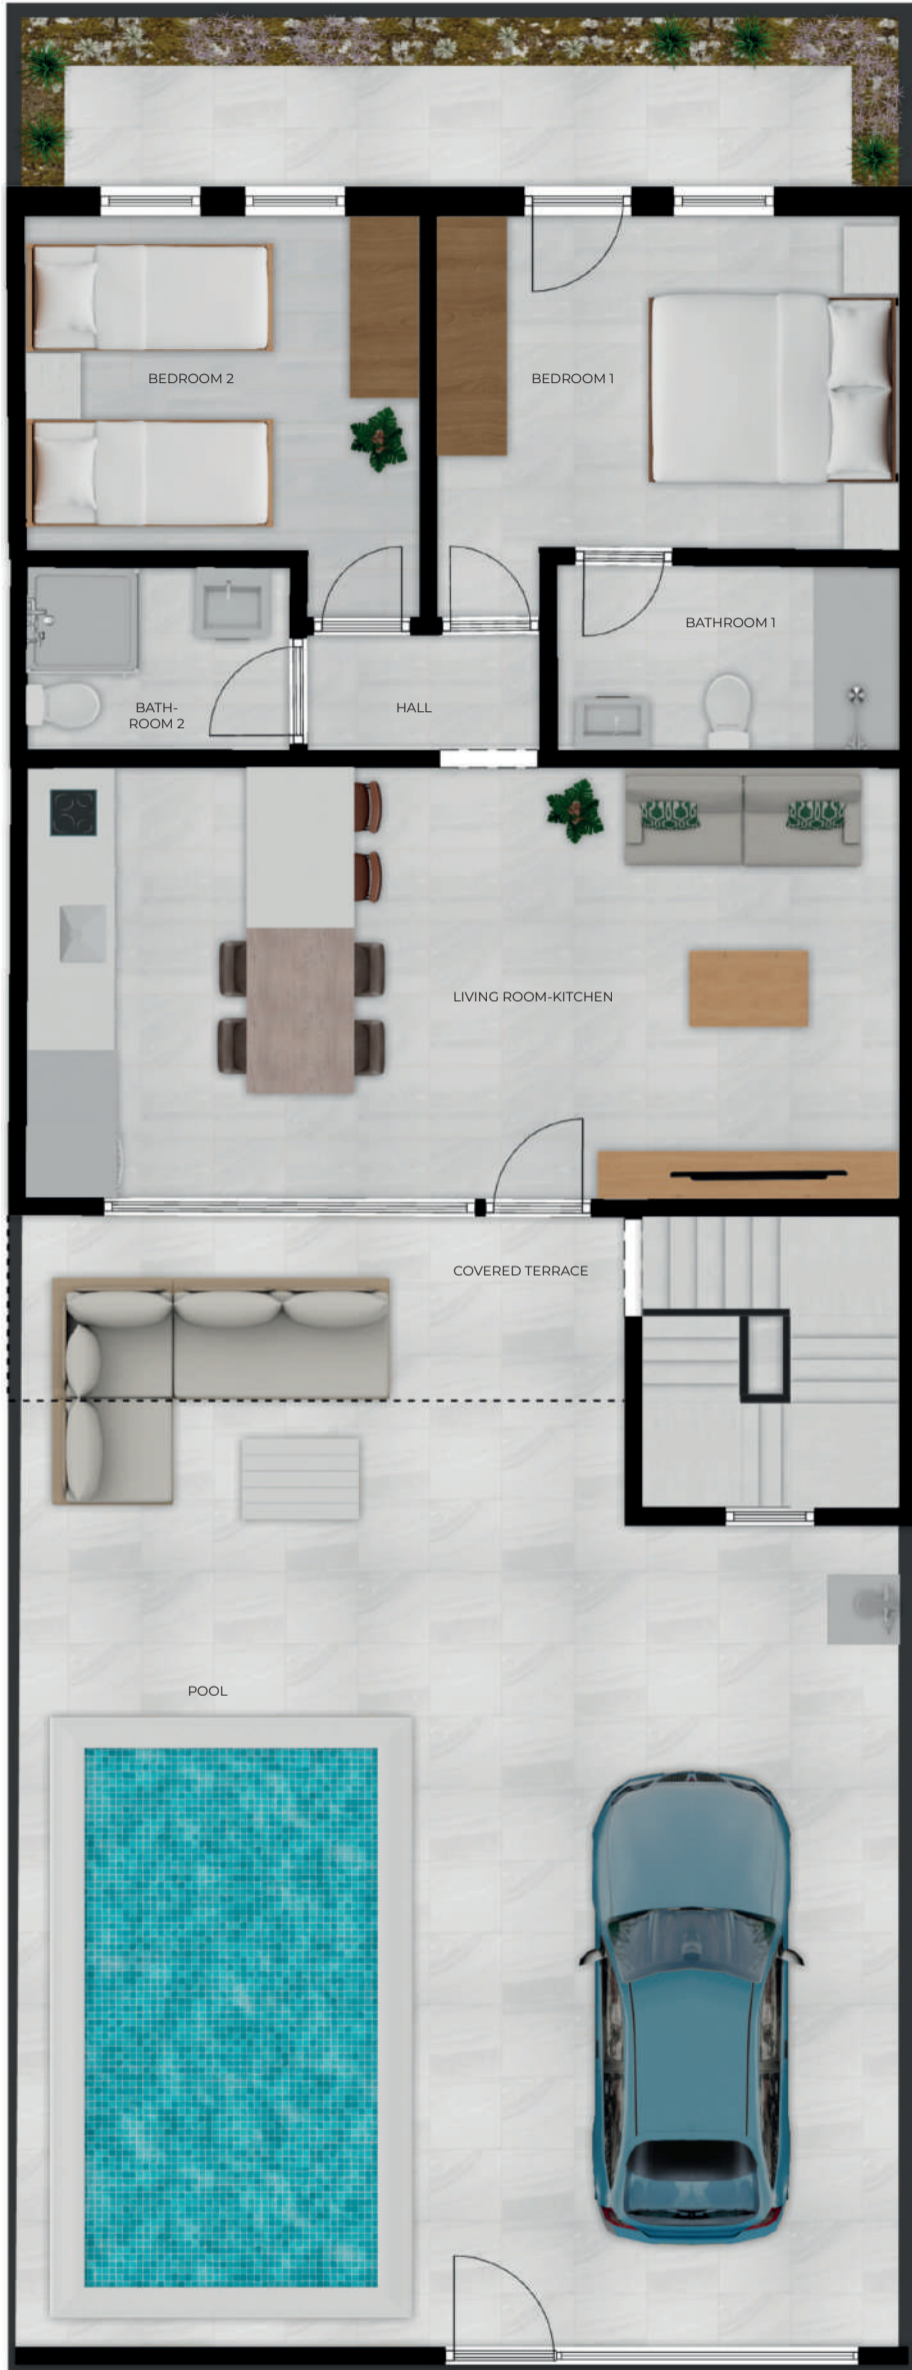 BEDROOM 2
BEDROOM 1
BATHROOM 1
BATH-
ROOM 2
HALL
LIVING ROOM-KITCHEN
COVERED TERRACE
POOL